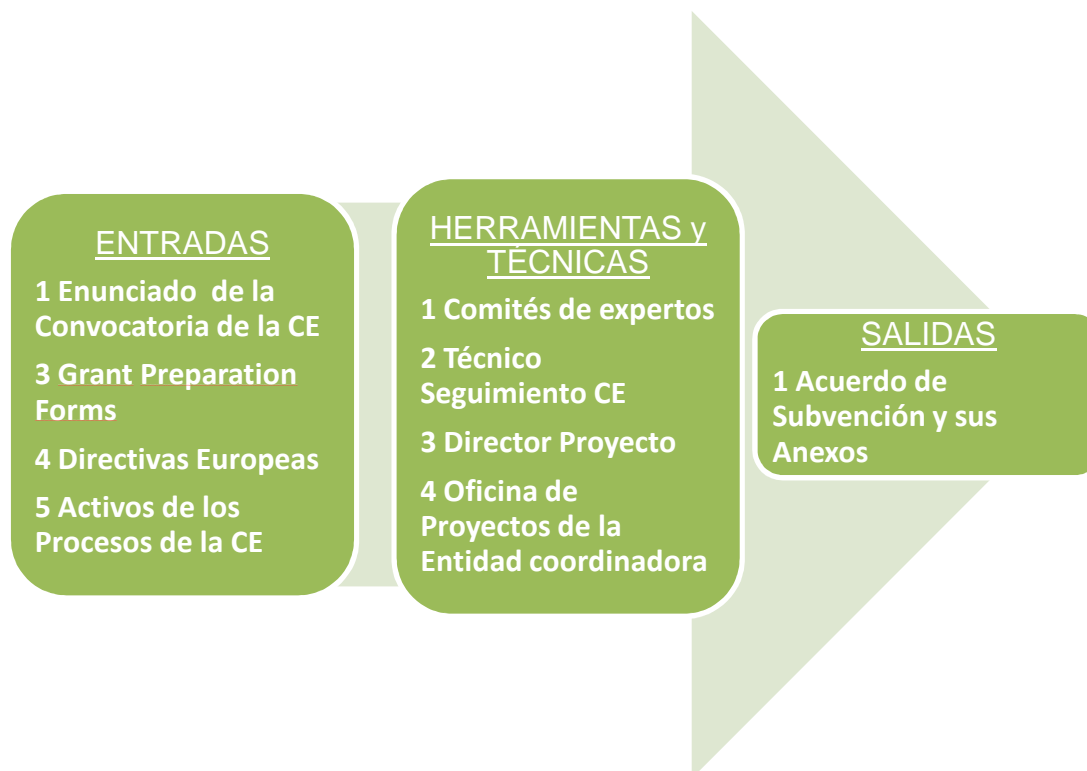 ENTRADAS
1 Enunciado  de la
Convocatoria de la CE
3 Grant Preparation
Forms
4 Directivas Europeas
5 Activos de los
Procesos de la CE
HERRAMIENTAS y
TÉCNICAS
1 Comités de expertos
2 Técnico
Seguimiento CE
3 Director Proyecto
4 Oficina de
Proyectos de la
Entidad coordinadora
SALIDAS
1 Acuerdo de
Subvención y sus
Anexos